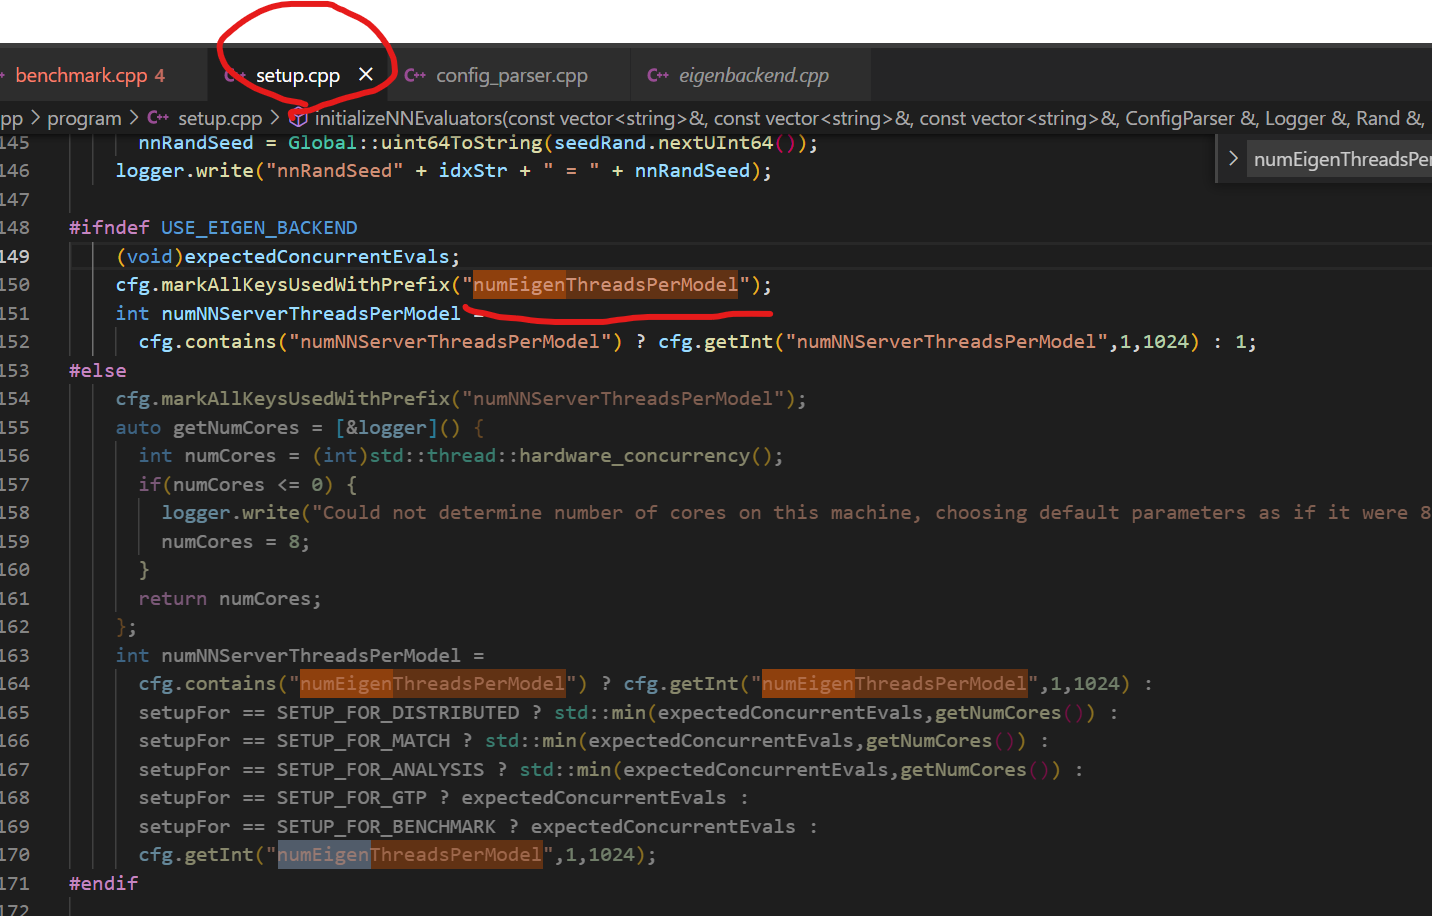 benchmark.cpp 4
setup.cpp
config_parser.cpp
eigenbackend.cpp
pp > program > setup.cpp > initializeNNEvaluators(const vector<string>&, const vector<string>&, const vector<string>&, ConfigParser &, Logger &, Rand &,
numEigenThreadsPer
145 nnRandSeed = Global::uint64ToString(seedRand.nextUInt64());
146 logger.write("nnRandSeed" + idxStr + " = " + nnRandSeed);
147
148 #ifndef USE_EIGEN_BACKEND
149 (void)expectedConcurrentEvals;
150 cfg.markAllKeysUsedWithPrefix("numEigenThreadsPerModel");
151 int numNNServerThreadsPerModel =
152 cfg.contains("numNNServerThreadsPerModel") ? cfg.getInt("numNNServerThreadsPerModel",1,1024) : 1;
153 #else
154 cfg.markAllKeysUsedWithPrefix("numNNServerThreadsPerModel");
155 auto getNumCores = [&logger]() {
156 int numCores = (int)std::thread::hardware_concurrency();
157 if(numCores <= 0) {
158 logger.write("Could not determine number of cores on this machine, choosing default parameters as if it were 8
159 numCores = 8;
160 }
161 return numCores;
162 };
163 int numNNServerThreadsPerModel =
164 cfg.contains("numEigenThreadsPerModel") ? cfg.getInt("numEigenThreadsPerModel",1,1024) :
165 setupFor == SETUP_FOR_DISTRIBUTED ? std::min(expectedConcurrentEvals,getNumCores()) :
166 setupFor == SETUP_FOR_MATCH ? std::min(expectedConcurrentEvals,getNumCores()) :
167 setupFor == SETUP_FOR_ANALYSIS ? std::min(expectedConcurrentEvals,getNumCores()) :
168 setupFor == SETUP_FOR_GTP ? expectedConcurrentEvals :
169 setupFor == SETUP_FOR_BENCHMARK ? expectedConcurrentEvals :
170 cfg.getInt("numEigenThreadsPerModel",1,1024);
171 #endif
172